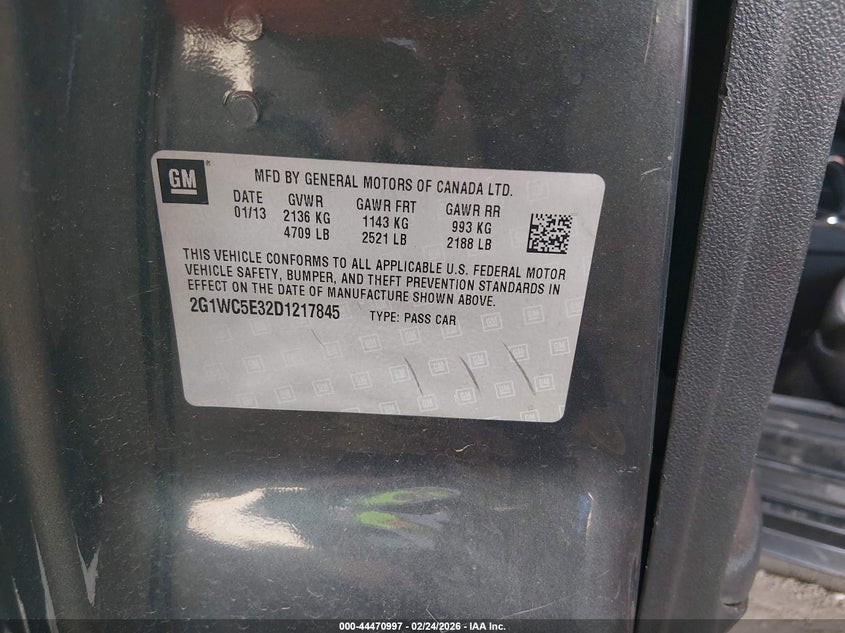 GM
MFD BY GENERAL MOTORS OF CANADA LTD.
DATE GVWR GAWR FRT GAWR RR
01/13 2136 KG 1143 KG 993 KG
4709 LB 2521 LB 2188 LB
THIS VEHICLE CONFORMS TO ALL APPLICABLE U.S. FEDERAL MOTOR
VEHICLE SAFETY, BUMPER, AND THEFT PREVENTION STANDARDS IN
EFFECT ON THE DATE OF MANUFACTURE SHOWN ABOVE.
2G1WC5E32D1217845 TYPE: PASS CAR
000-44470997 - 02/24/2026 - IAA Inc.